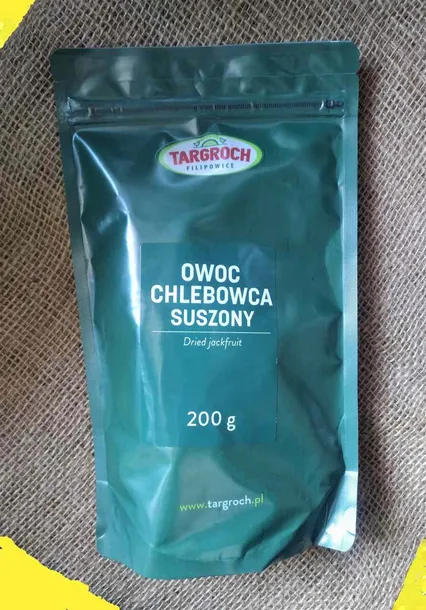 TARGROCH
FILIPOWICE
OWOC
CHLEBOWCA
SUSZONY
Dried jackfruit
200 g
www.targroch.pl